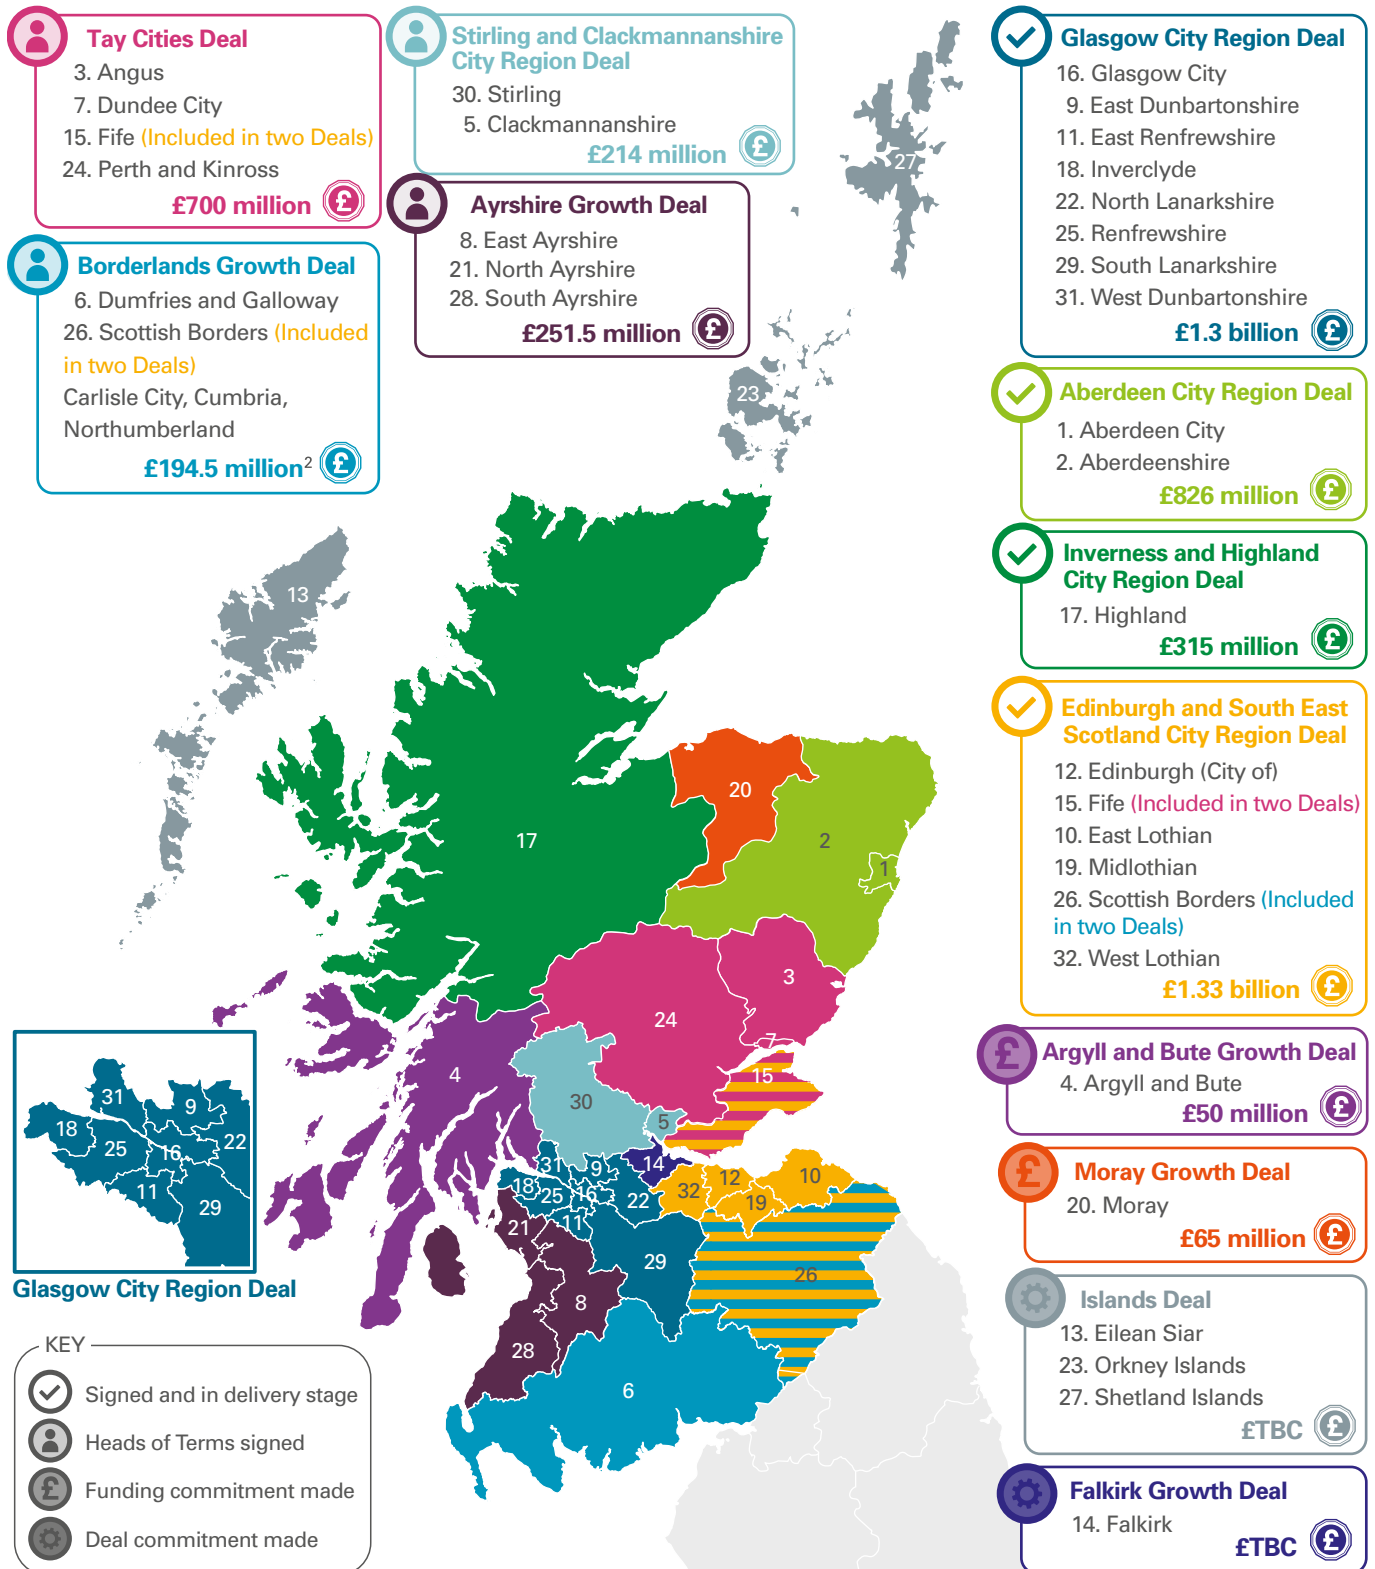 Tay Cities Deal
3. Angus
7. Dundee City
15. Fife (Included in two Deals)
24. Perth and Kinross
£700 million £
Borderlands Growth Deal
6. Dumfries and Galloway
26. Scottish Borders (Included
in two Deals)
Carlisle City, Cumbria,
Northumberland
£194.5 million2 £
Stirling and Clackmannanshire
City Region Deal
30. Stirling
5. Clackmannanshire
£214 million £
Ayrshire Growth Deal
8. East Ayrshire
21. North Ayrshire
28. South Ayrshire
£251.5 million £
Glasgow City Region Deal
16. Glasgow City
9. East Dunbartonshire
11. East Renfrewshire
18. Inverclyde
22. North Lanarkshire
25. Renfrewshire
29. South Lanarkshire
31. West Dunbartonshire
£1.3 billion £
Aberdeen City Region Deal
1. Aberdeen City
2. Aberdeenshire
£826 million £
Inverness and Highland
City Region Deal
17. Highland
£315 million £
Edinburgh and South East
Scotland City Region Deal
12. Edinburgh (City of)
15. Fife (Included in two Deals)
10. East Lothian
19. Midlothian
26. Scottish Borders (Included
in two Deals)
32. West Lothian
£1.33 billion £
£ Argyll and Bute Growth Deal
4. Argyll and Bute
£50 million £
£ Moray Growth Deal
20. Moray
£65 million £
Islands Deal
13. Eilean Siar
23. Orkney Islands
27. Shetland Islands
£TBC £
Falkirk Growth Deal
14. Falkirk
£TBC £
27
23
13
20
17
2
1
3
24
7
15
4
30
5
14
31
9
18
25
16
22
11
32
12
19
10
21
29
26
8
28
6
31
9
18
25
16
22
11
29
Glasgow City Region Deal
KEY
Signed and in delivery stage
Heads of Terms signed
£ Funding commitment made
Deal commitment made